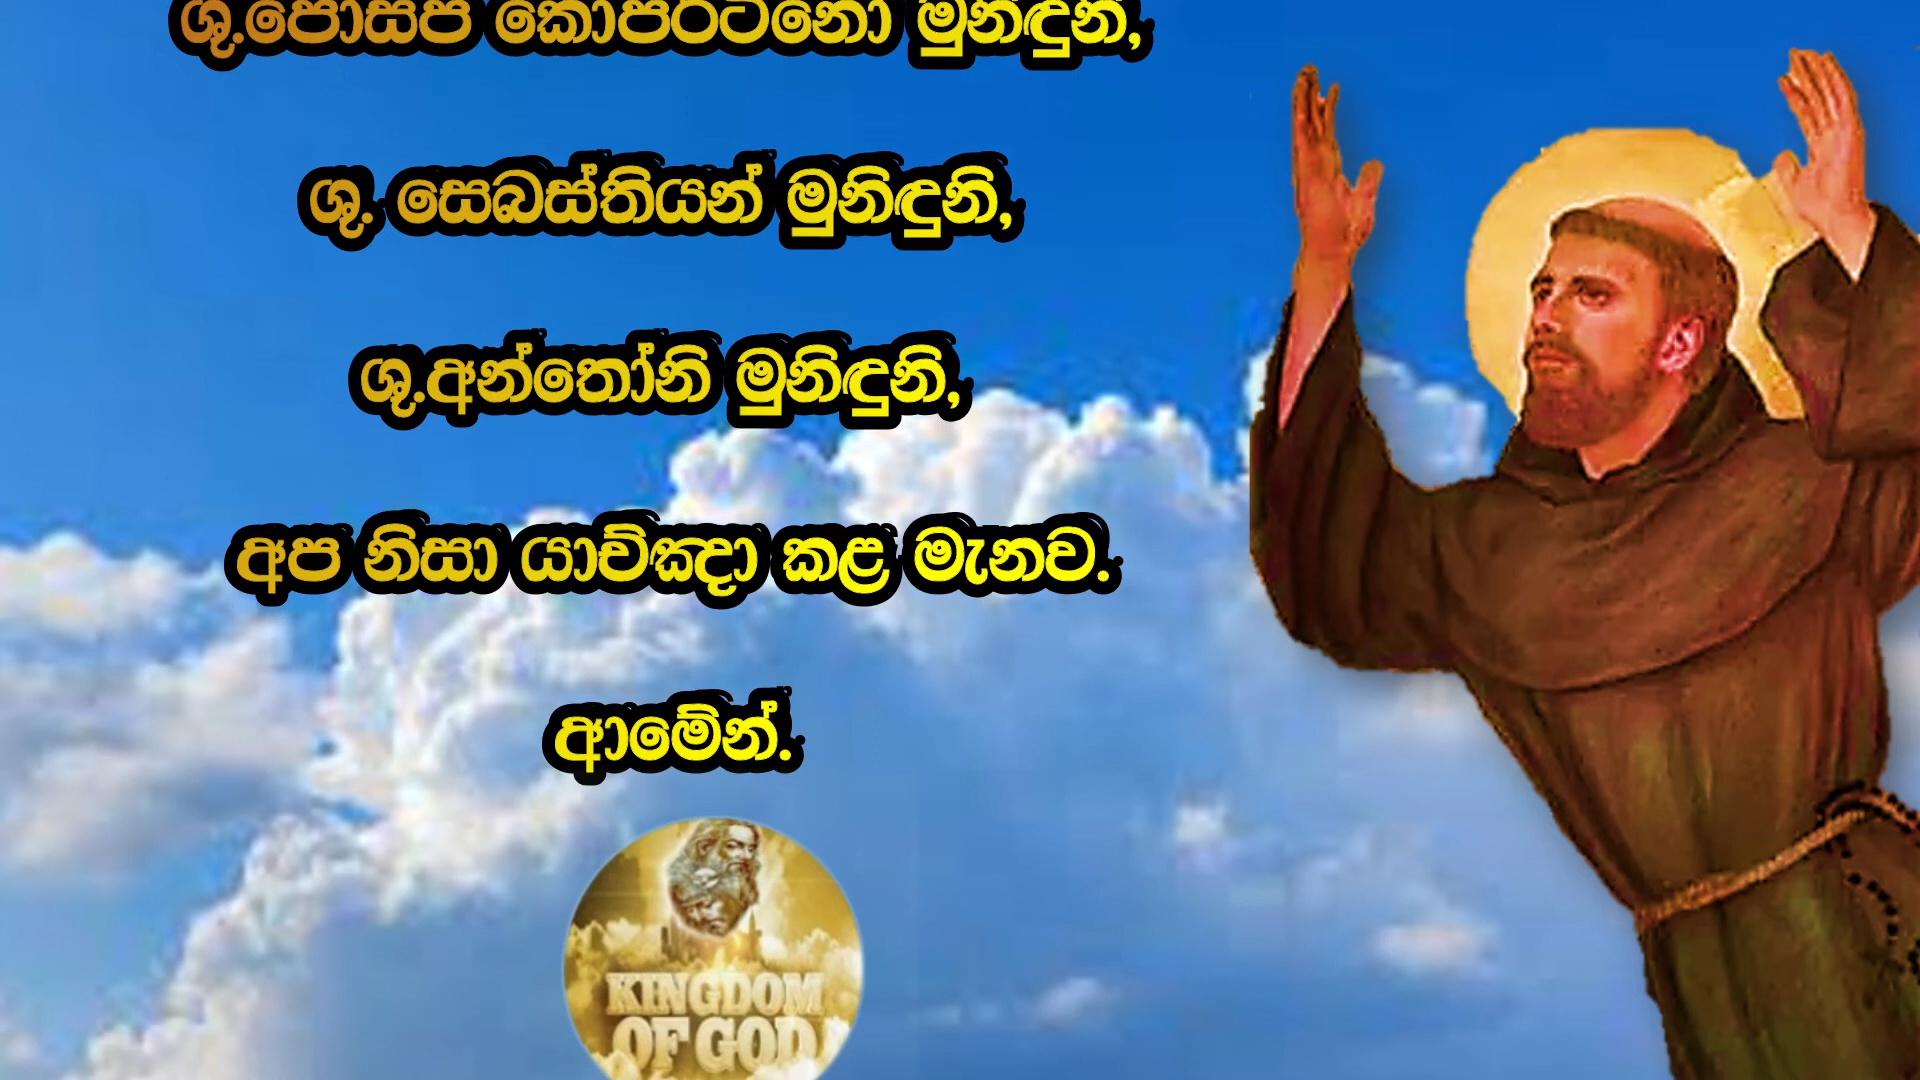 මුනිඳුනි,
ශු. සෙබස්තියන් මුනිඳුනි,
ශු.අන්තෝනි මුනිඳුනි,
අප නිසා යාච්ඤා කළ මැනව.
ආමේන්.
KINGDOM
OF GOD